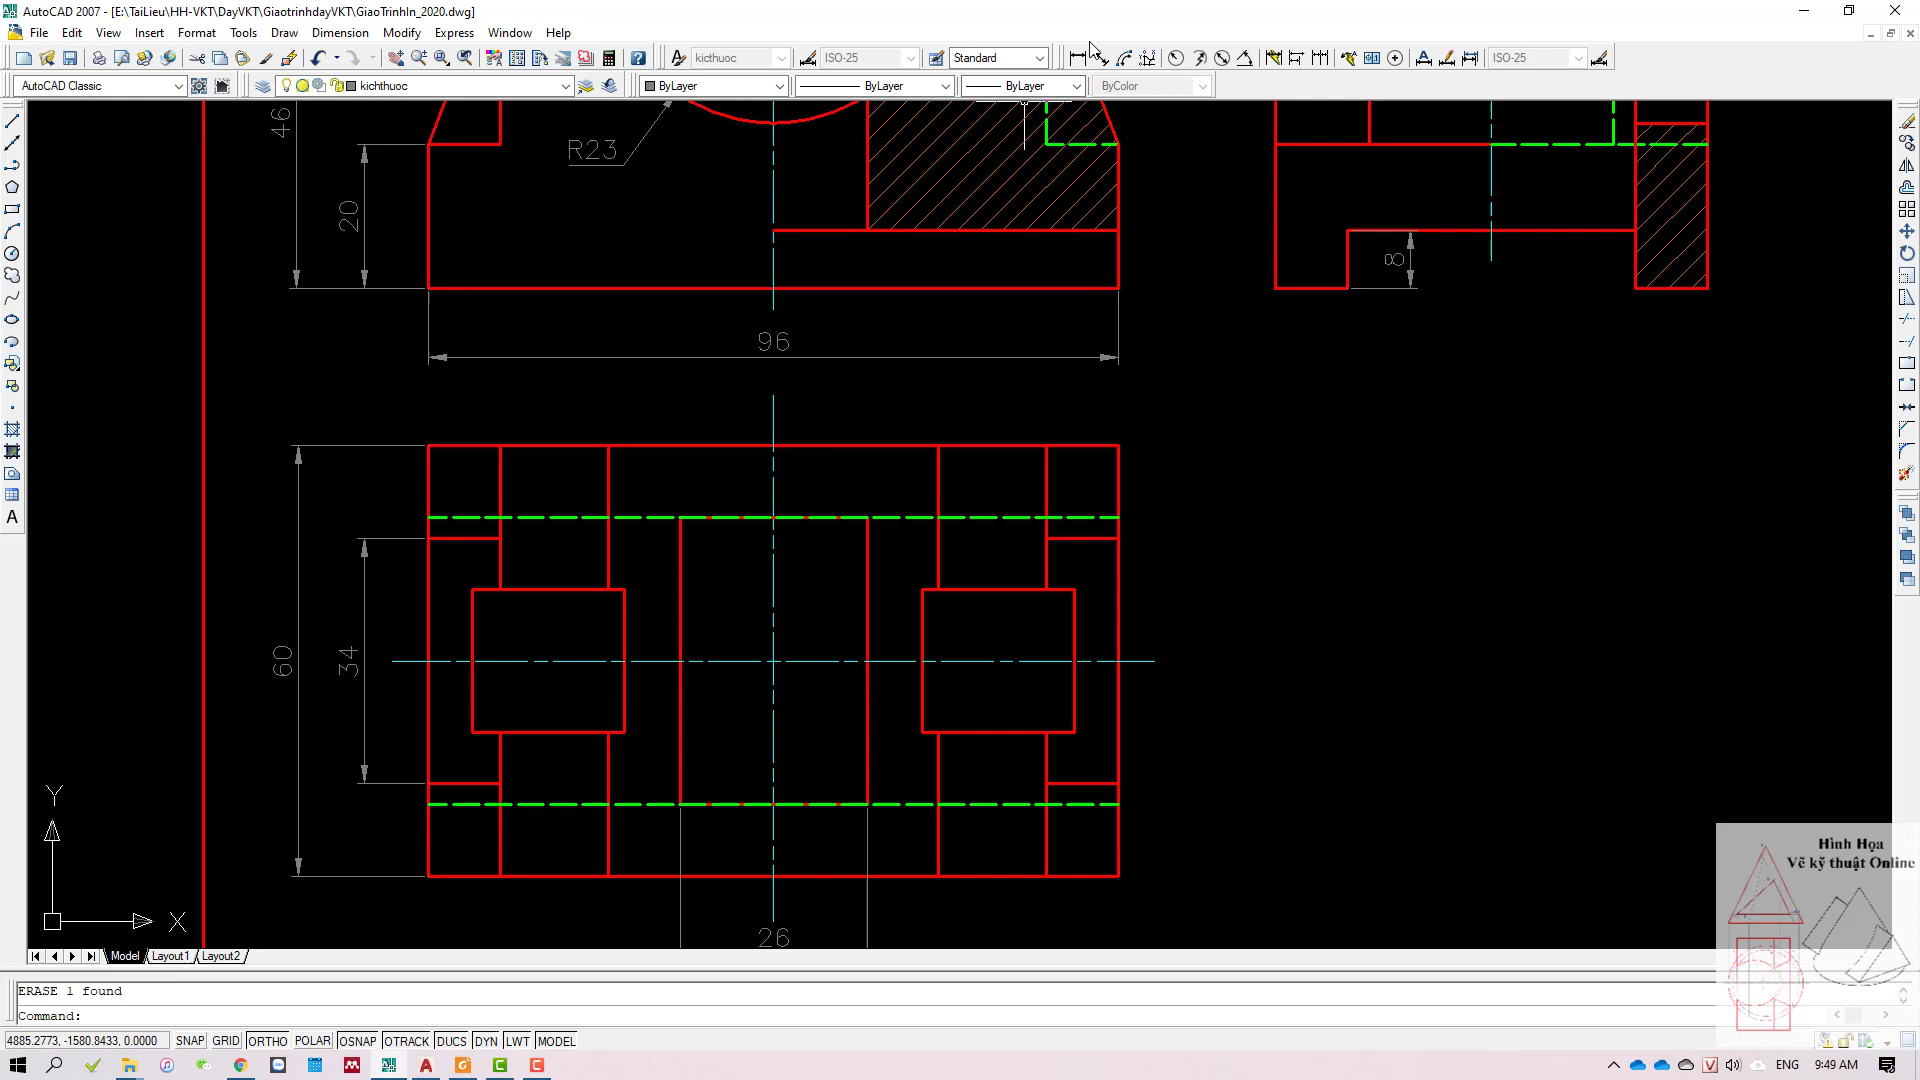 AutoCAD 2007 - [E:\TaiLieu\HH-VKT\DayVKT\GiaotrinhdayVKT\GiaoTrinhIn_2020.dwg]
File Edit View Insert Format Tools Draw Dimension Modify Express Window Help
kicthuoc ISO-25 Standard ISO-25
AutoCAD Classic kichthuoc ByLayer ByLayer ByLayer ByColor
46
R23
20
8
96
60
34
26
Y
X
Hình Họa
Vẽ kỹ thuật Online
Model Layout1 Layout2
ERASE 1 found
Command:
4885.2773, -1580.8433, 0.0000 SNAP GRID ORTHO POLAR OSNAP OTRACK DUCS DYN LWT MODEL
ENG 9:49 AM